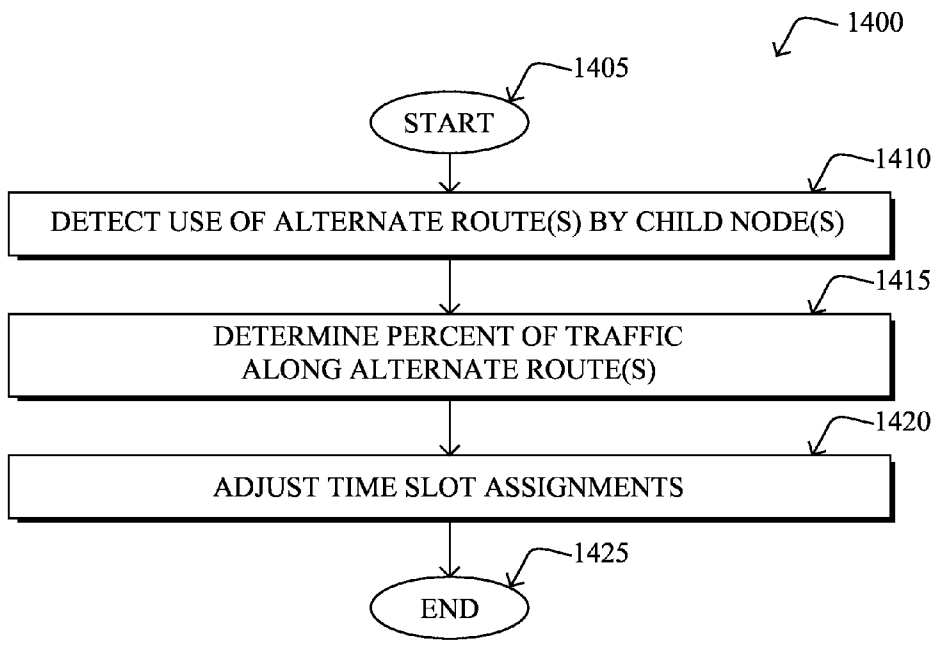 1400
1405
START
1410
DETECT USE OF ALTERNATE ROUTE(S) BY CHILD NODE(S)
1415
DETERMINE PERCENT OF TRAFFIC
ALONG ALTERNATE ROUTE(S)
1420
ADJUST TIME SLOT ASSIGNMENTS
1425
END